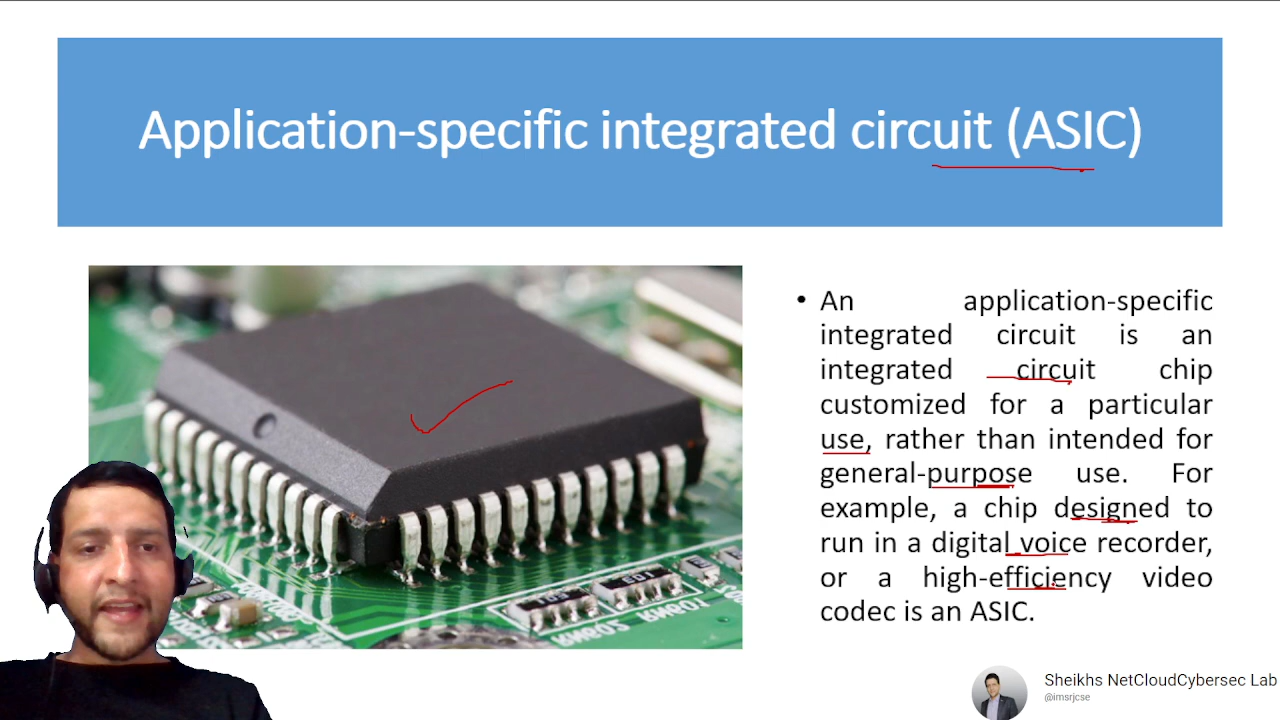 Application-specific integrated circuit (ASIC)
• An application-specific
integrated circuit is an
integrated circuit chip
customized for a particular
use, rather than intended for
general-purpose use. For
example, a chip designed to
run in a digital voice recorder,
or a high-efficiency video
codec is an ASIC.
Sheikhs NetCloudCybersec Lab
@imsrjcse